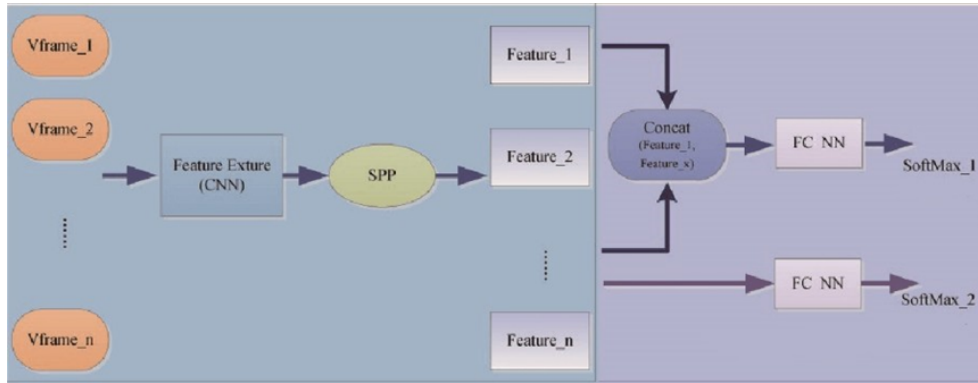 Vframe_1
Vframe_2
Vframe_n
Feature Exture
(CNN)
SPP
Feature_1
Feature_2
Feature_n
Concat
(Feature_1,
Feature_x)
FC NN
SoftMax_1
FC NN
SoftMax_2